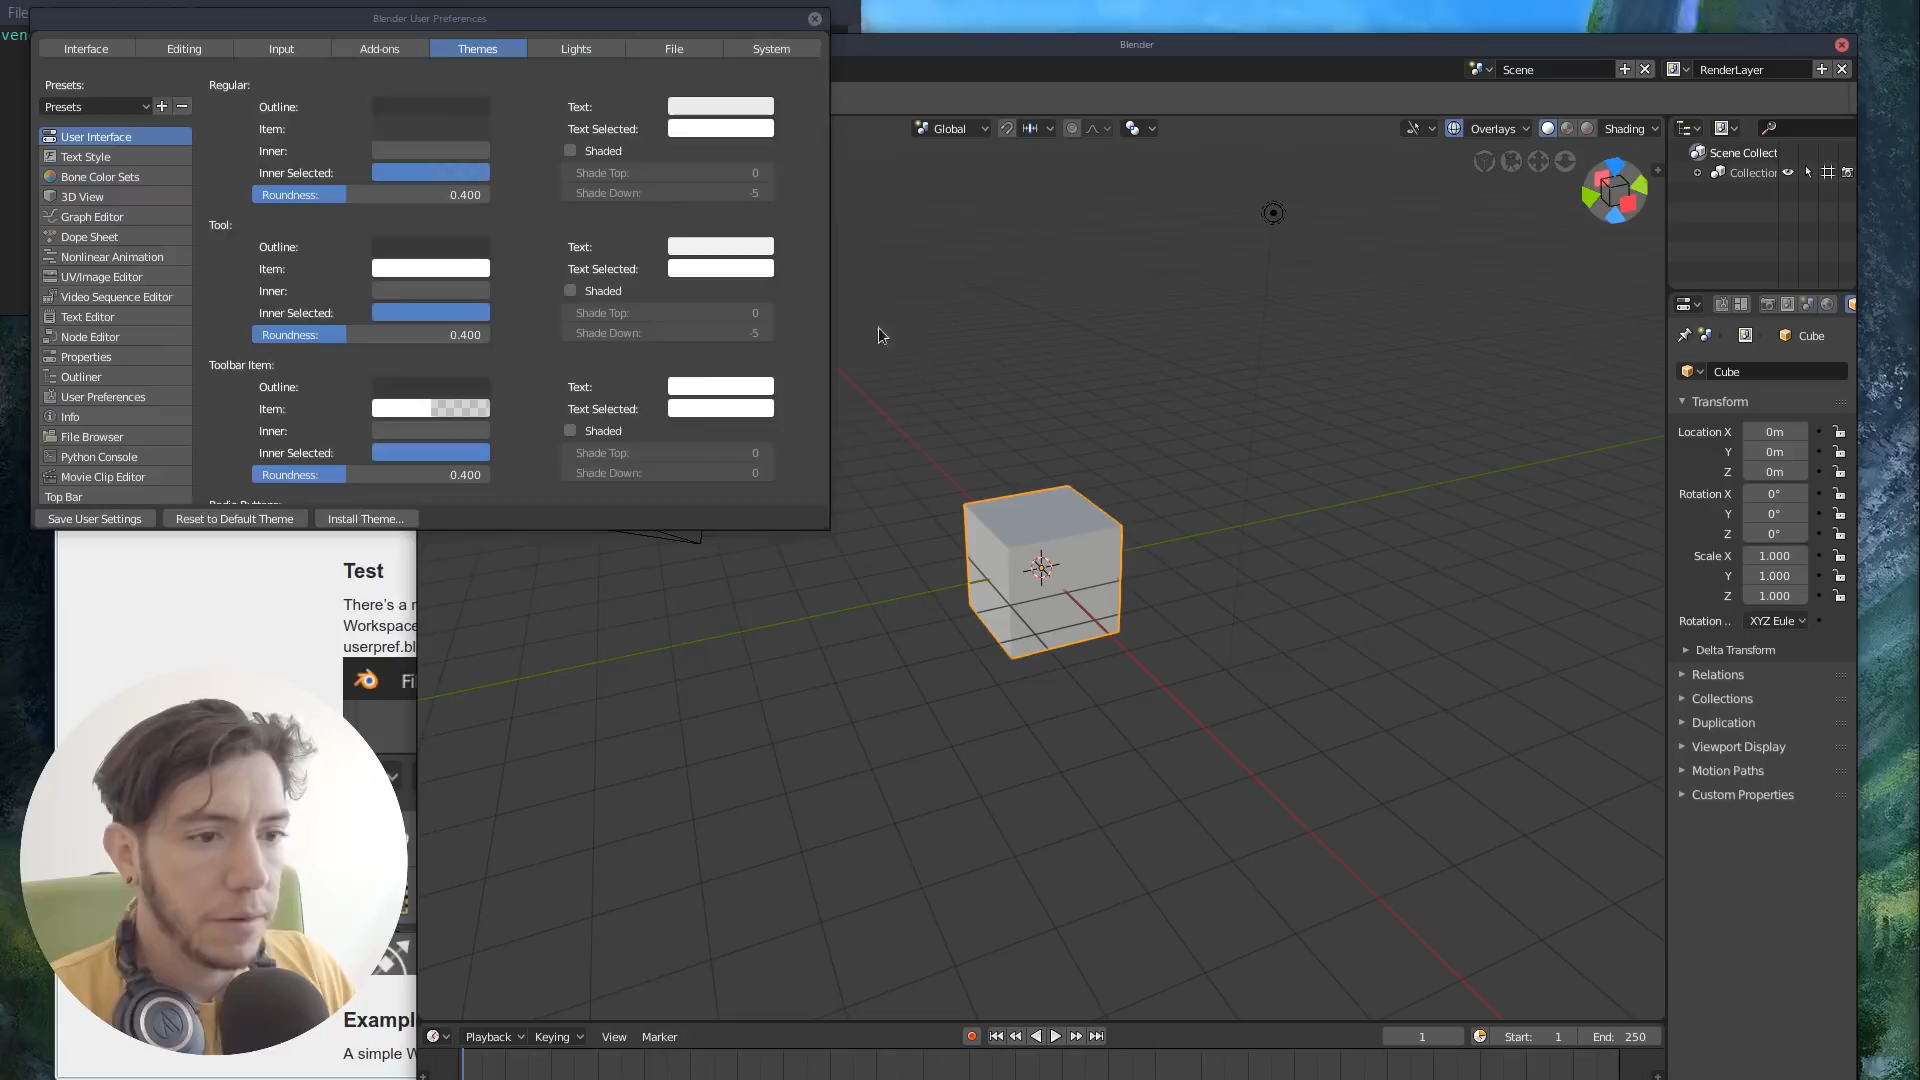 File
Blender User Preferences
ven
Interface Editing Input Add-ons Themes Lights File System
Presets:
Presets
User Interface
Text Style
Bone Color Sets
3D View
Graph Editor
Dope Sheet
Nonlinear Animation
UV/Image Editor
Video Sequence Editor
Text Editor
Node Editor
Properties
Outliner
User Preferences
Info
File Browser
Python Console
Movie Clip Editor
Top Bar
Regular:
Outline: Text:
Item: Text Selected:
Inner: Shaded
Inner Selected: Shade Top: 0
Roundness: 0.400 Shade Down: -5
Tool:
Outline: Text:
Item: Text Selected:
Inner: Shaded
Inner Selected: Shade Top: 0
Roundness: 0.400 Shade Down: -5
Toolbar Item:
Outline: Text:
Item: Text Selected:
Inner: Shaded
Inner Selected: Shade Top: 0
Roundness: 0.400 Shade Down: 0
Save User Settings Reset to Default Theme Install Theme...
Blender
Scene RenderLayer
Global Overlays Shading
Scene Collect
Collection
Cube
Cube
Transform
Location X 0m
Y 0m
Z 0m
Rotation X 0°
Y 0°
Z 0°
Scale X 1.000
Y 1.000
Z 1.000
Rotation .. XYZ Eule
Delta Transform
Relations
Collections
Duplication
Viewport Display
Motion Paths
Custom Properties
Test
There's a
Workspace
userpref.bl
Fi
Exampl
A simple W
Playback Keying View Marker 1 Start: 1 End: 250